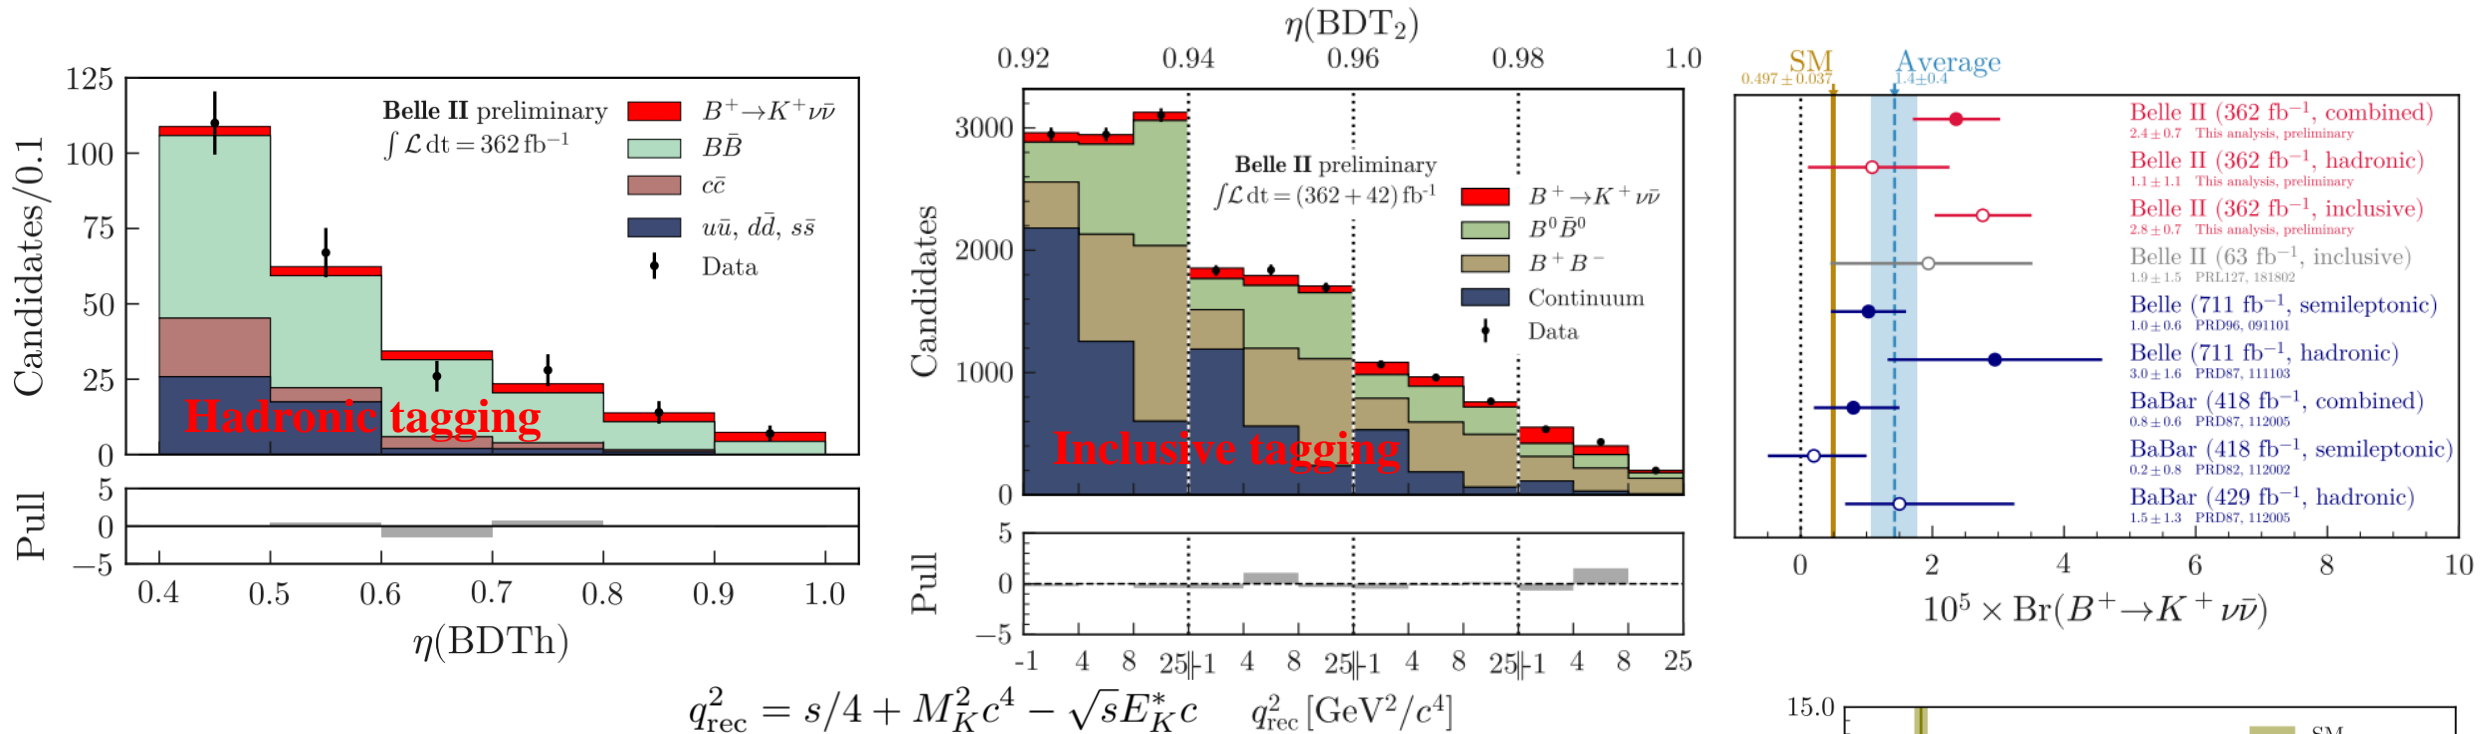 125
100
75
50
25
0
Candidates/0.1
Belle II preliminary
∫ 𝓛 dt = 362 fb⁻¹
B⁺→K⁺νν̄
BB̄
cc̄
uū, dd̄, ss̄
Data
Hadronic tagging
5
0
−5
Pull
0.4 0.5 0.6 0.7 0.8 0.9 1.0
η(BDTh)
η(BDT₂)
0.92 0.94 0.96 0.98 1.0
3000
2000
1000
0
Candidates
Belle II preliminary
∫𝓛 dt = (362 + 42) fb⁻¹
B⁺→K⁺νν̄
B⁰B̄⁰
B⁺B⁻
Continuum
Data
Inclusive tagging
5
0
−5
Pull
-1 4 8 25 -1 4 8 25 -1 4 8 25 -1 4 8 25
q²rec = s/4 + M²K c⁴ − √s E*K c
q²rec [GeV²/c⁴]
SM
0.497 ± 0.037
Average
1.4±0.4
Belle II (362 fb⁻¹, combined)
2.4 ± 0.7 This analysis, preliminary
Belle II (362 fb⁻¹, hadronic)
1.1 ± 1.1 This analysis, preliminary
Belle II (362 fb⁻¹, inclusive)
2.8 ± 0.7 This analysis, preliminary
Belle II (63 fb⁻¹, inclusive)
1.9 ± 1.5 PRL127, 181802
Belle (711 fb⁻¹, semileptonic)
1.0 ± 0.6 PRD96, 091101
Belle (711 fb⁻¹, hadronic)
3.0 ± 1.6 PRD87, 111103
BaBar (418 fb⁻¹, combined)
0.8 ± 0.6 PRD87, 112005
BaBar (418 fb⁻¹, semileptonic)
0.2 ± 0.8 PRD82, 112002
BaBar (429 fb⁻¹, hadronic)
1.5 ± 1.3 PRD87, 112005
0 2 4 6 8 10
10⁵ × Br(B⁺→K⁺νν̄)
15.0
SM